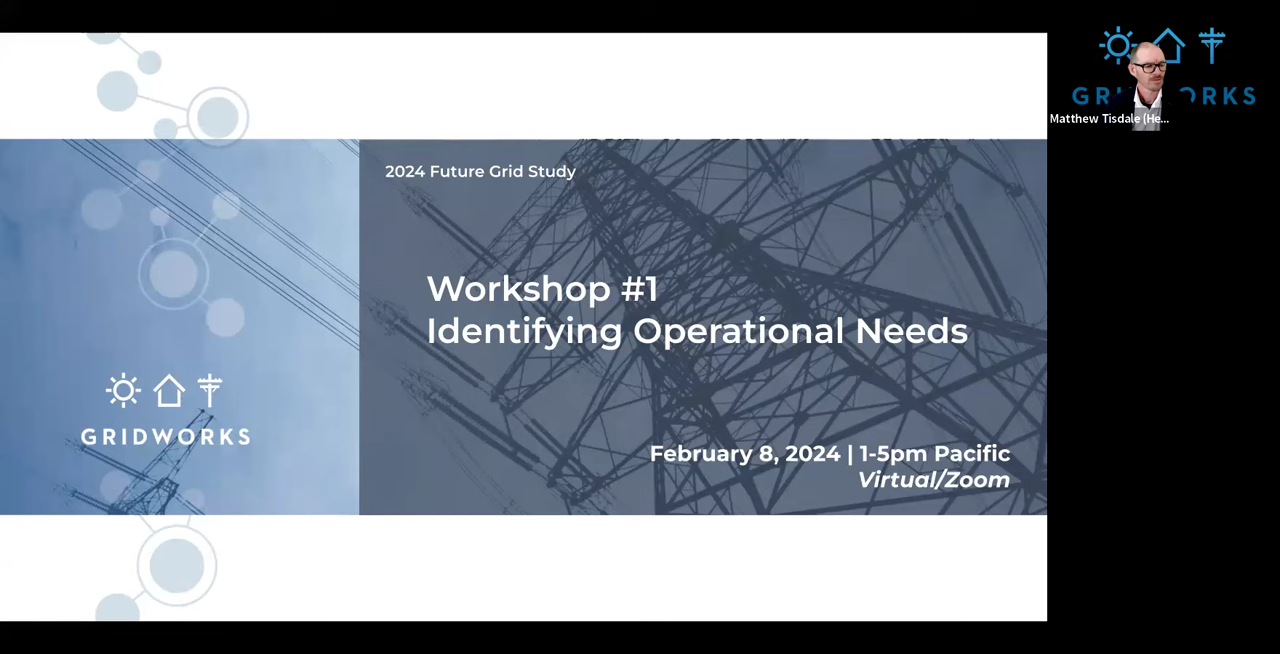 2024 Future Grid Study
Workshop #1
Identifying Operational Needs
GRIDWORKS
February 8, 2024 | 1-5pm Pacific
Virtual/Zoom
Matthew Tisdale (He...